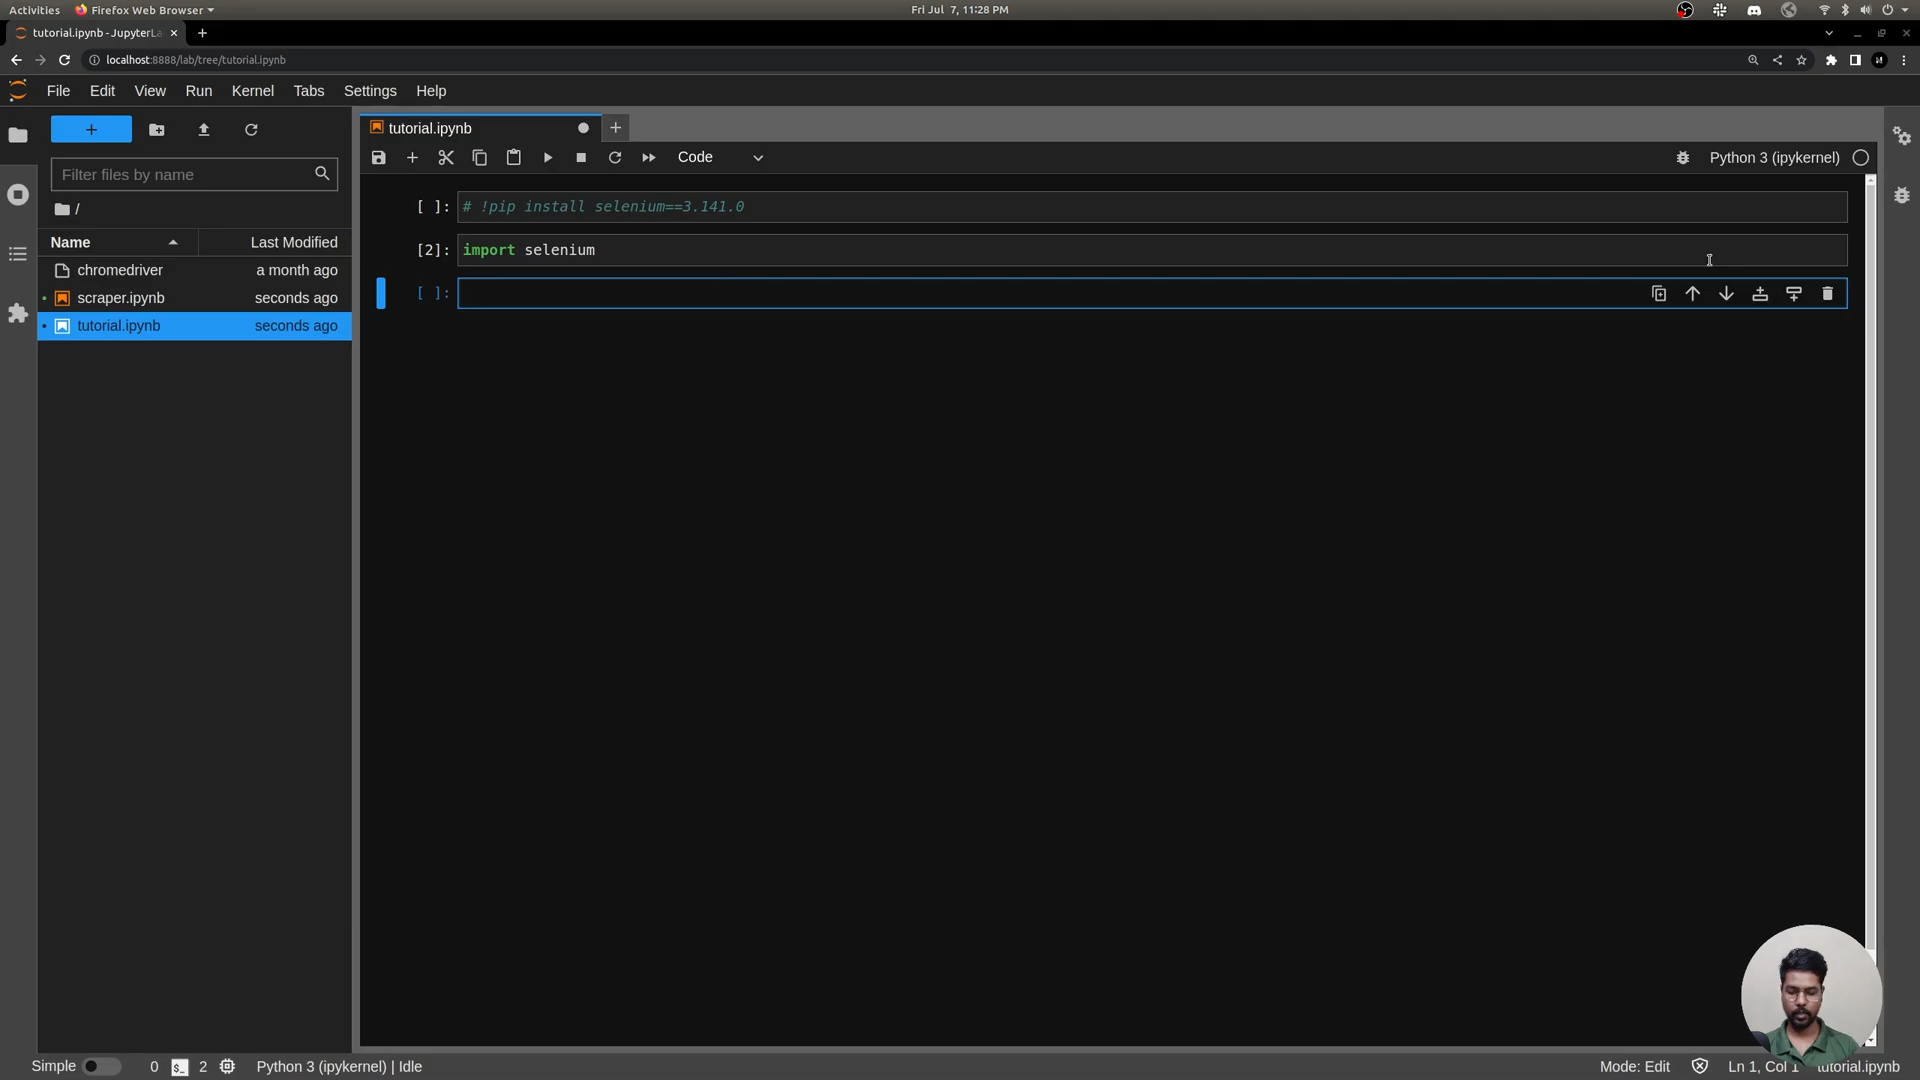 Activities Firefox Web Browser Fri Jul 7, 11:28 PM
tutorial.ipynb - JupyterLa
localhost:8888/lab/tree/tutorial.ipynb
File Edit View Run Kernel Tabs Settings Help
tutorial.ipynb
Code Python 3 (ipykernel)
Filter files by name
/
Name Last Modified
chromedriver a month ago
scraper.ipynb seconds ago
tutorial.ipynb seconds ago
[ ]: # !pip install selenium==3.141.0
[2]: import selenium
[ ]:
Simple 0 $_ 2 Python 3 (ipykernel) | Idle Mode: Edit Ln 1, Col 1 tutorial.ipynb